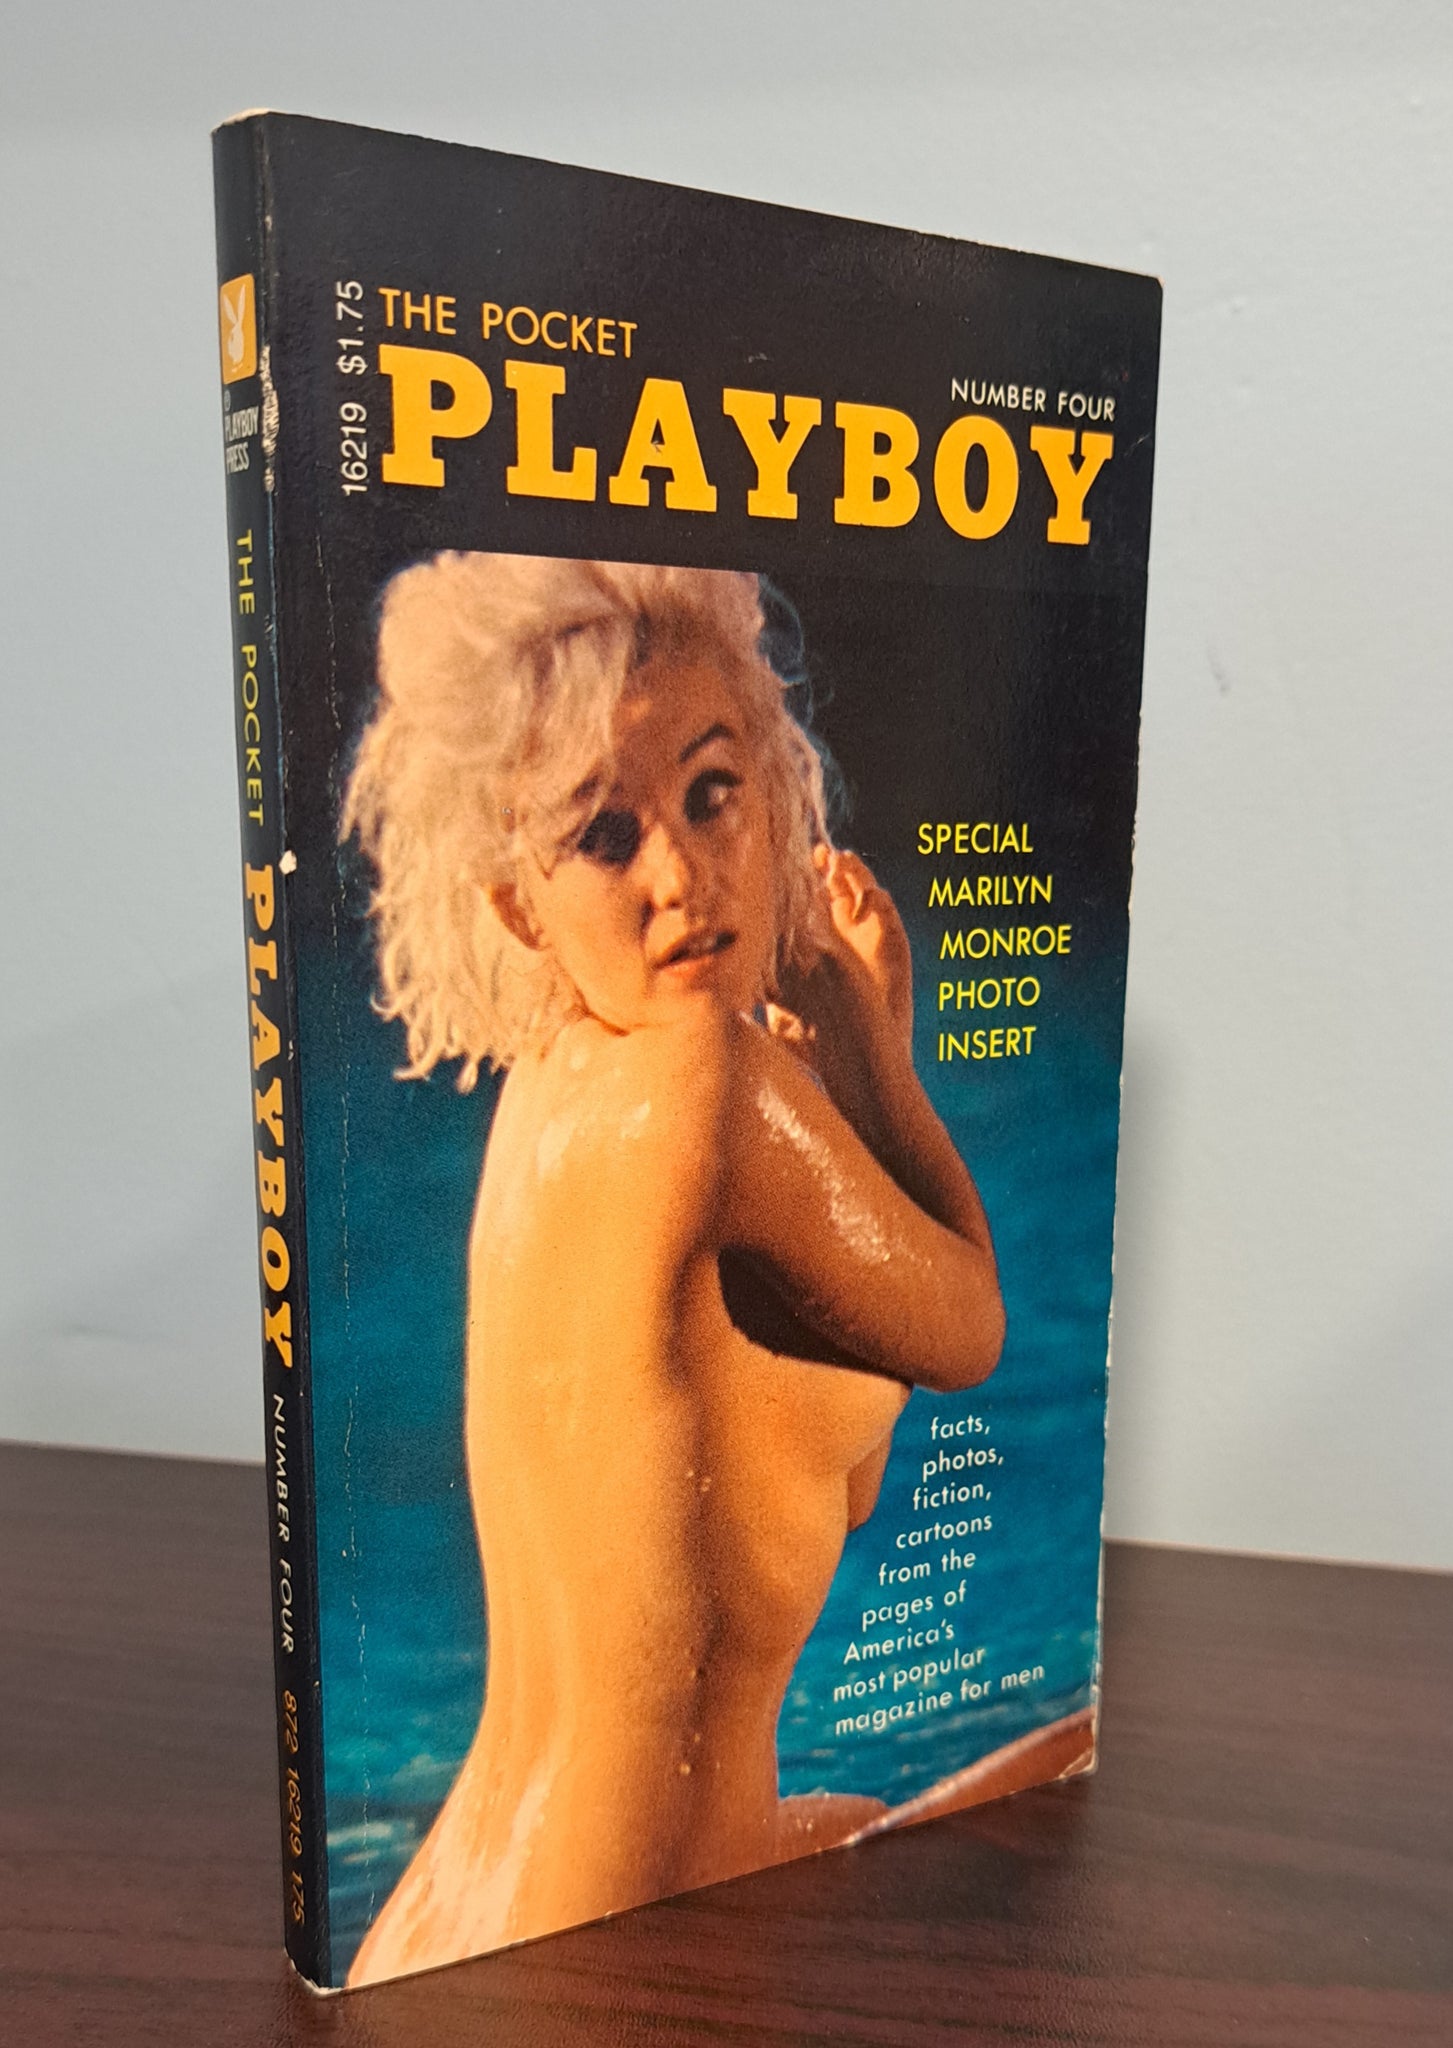 THE POCKET
PLAYBOY
NUMBER FOUR
16219 $1.75
SPECIAL
MARILYN
MONROE
PHOTO
INSERT
facts,
photos,
fiction,
cartoons
from the
pages of
America's
most popular
magazine for men
®
PLAYBOY
PRESS
THE POCKET PLAYBOY NUMBER FOUR 872 16219 175